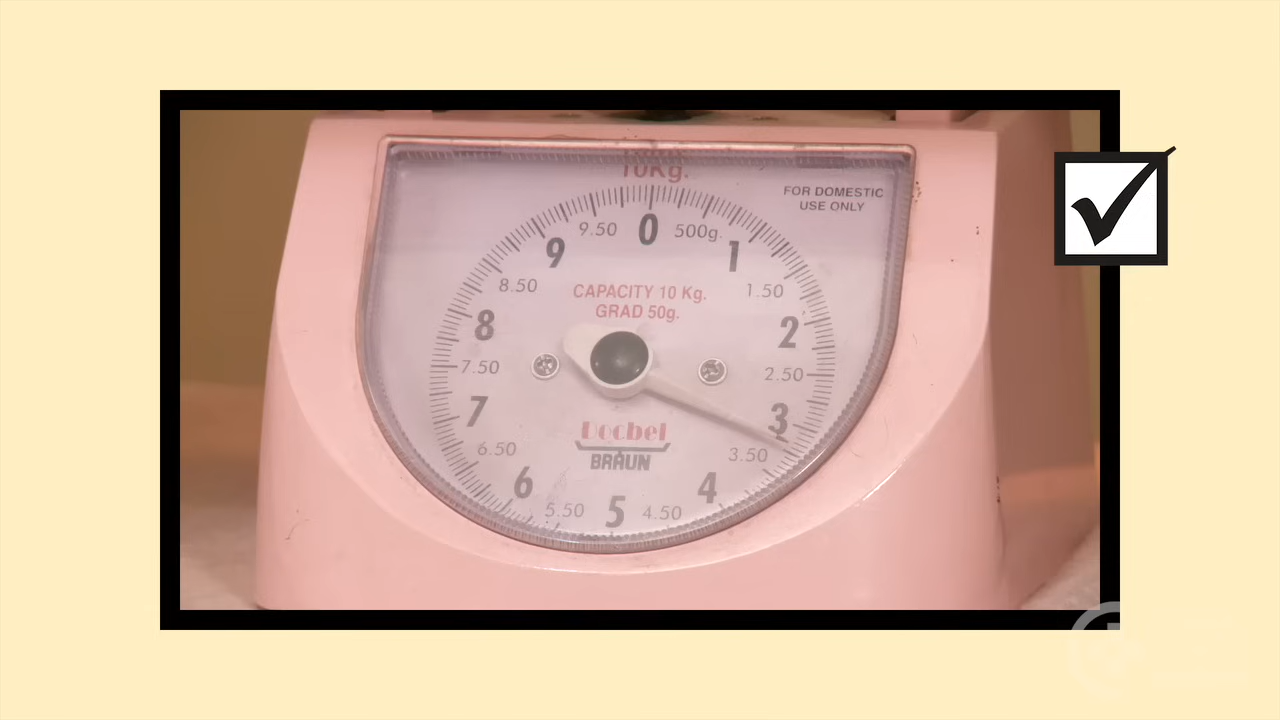 10Kg.
FOR DOMESTIC
USE ONLY
0
500g.
1
1.50
2
2.50
3
3.50
4
4.50
5
5.50
6
6.50
7
7.50
8
8.50
9
9.50
CAPACITY 10 Kg.
GRAD 50g.
Docbel
BRAUN